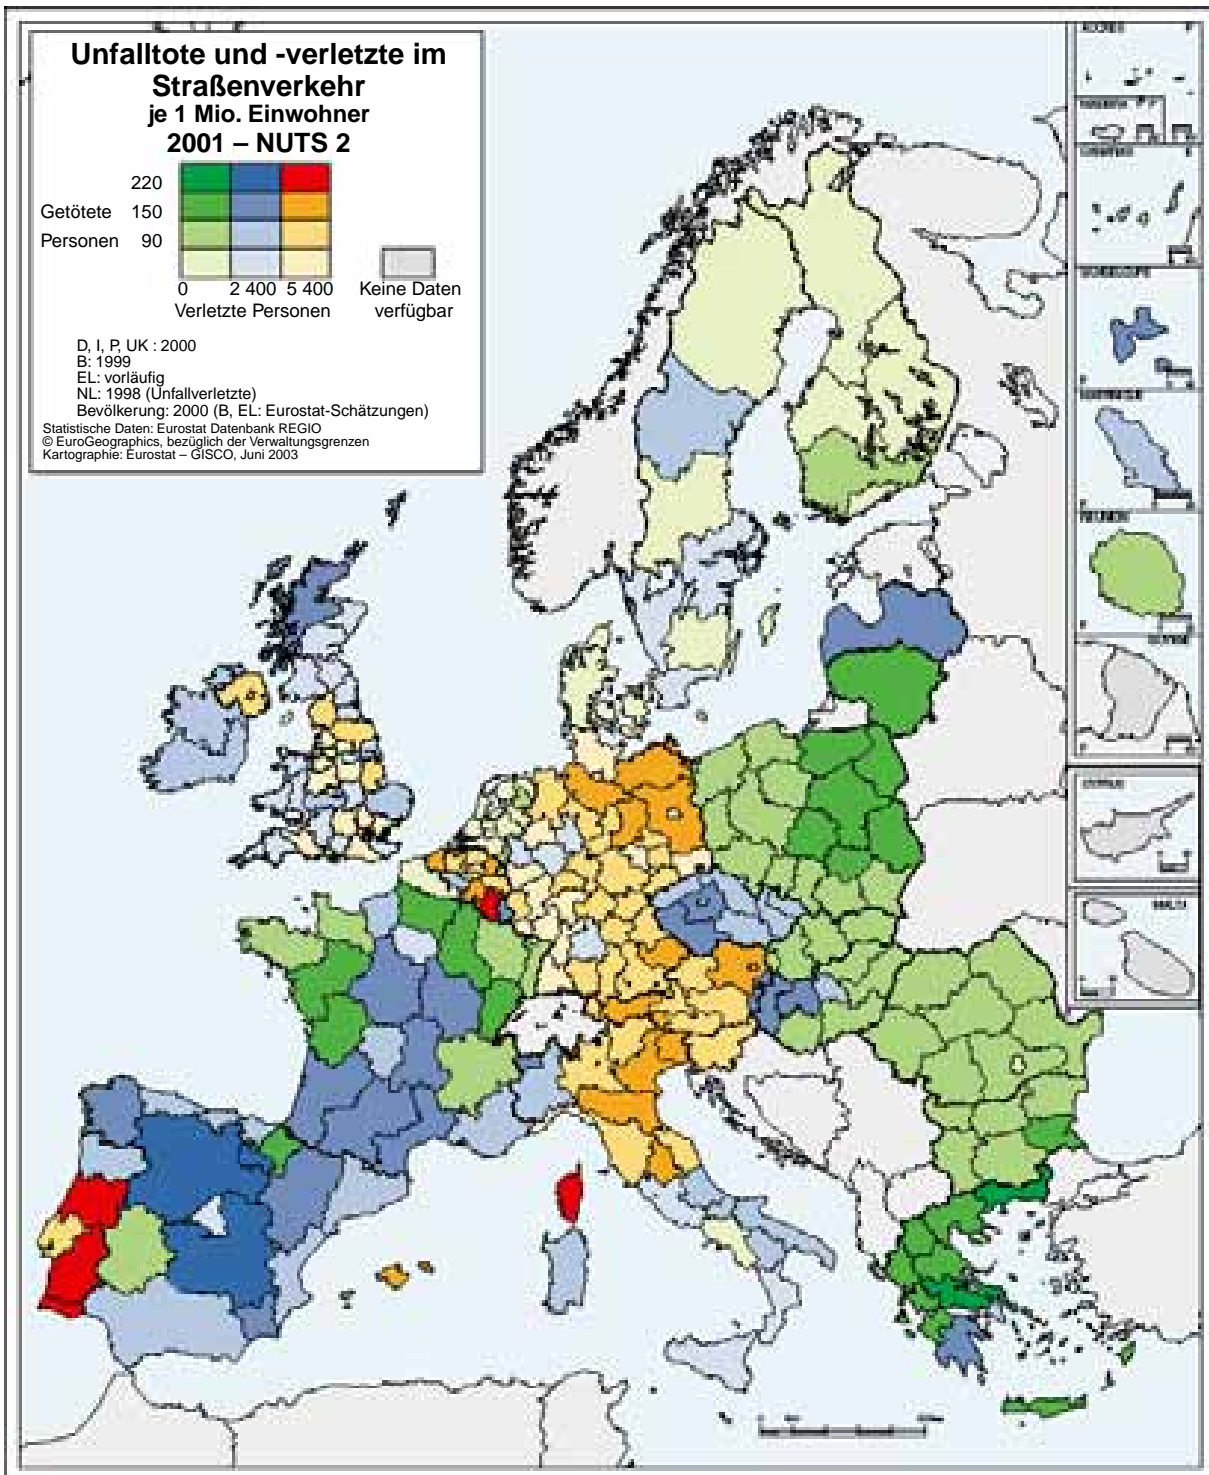 Unfalltote und -verletzte im
Straßenverkehr
je 1 Mio. Einwohner
2001 – NUTS 2
220
Getötete 150
Personen 90
0 2 400 5 400
Verletzte Personen
Keine Daten
verfügbar
D, I, P, UK : 2000
B: 1999
EL: vorläufig
NL: 1998 (Unfallverletzte)
Bevölkerung: 2000 (B, EL: Eurostat-Schätzungen)
Statistische Daten: Eurostat Datenbank REGIO
© EuroGeographics, bezüglich der Verwaltungsgrenzen
Kartographie: Eurostat – GISCO, Juni 2003